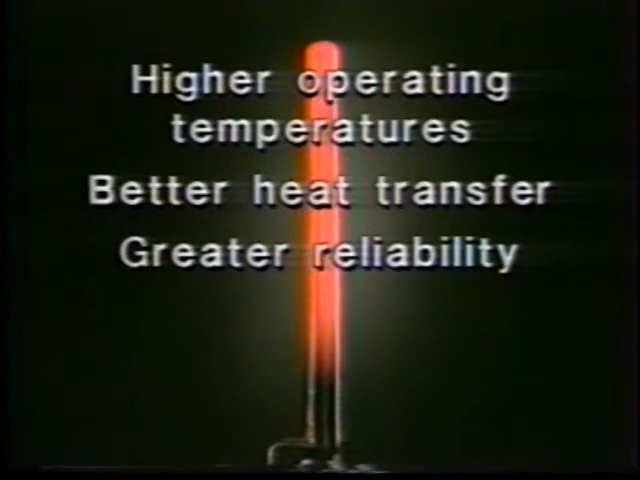 Higher operating
temperatures
Better heat transfer
Greater reliability